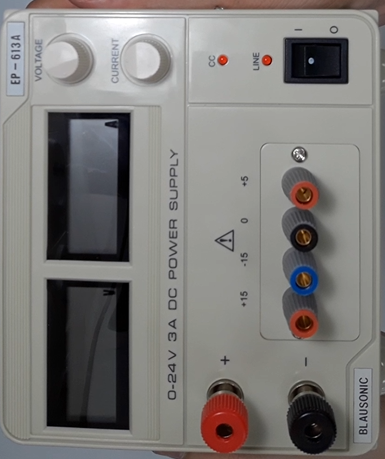 EP-613A
VOLTAGE
V
A
CURRENT
0-24V 3A DC POWER SUPPLY
CC
LINE
I
O
+
+15 -15 0 +5
−
BLAUSONIC